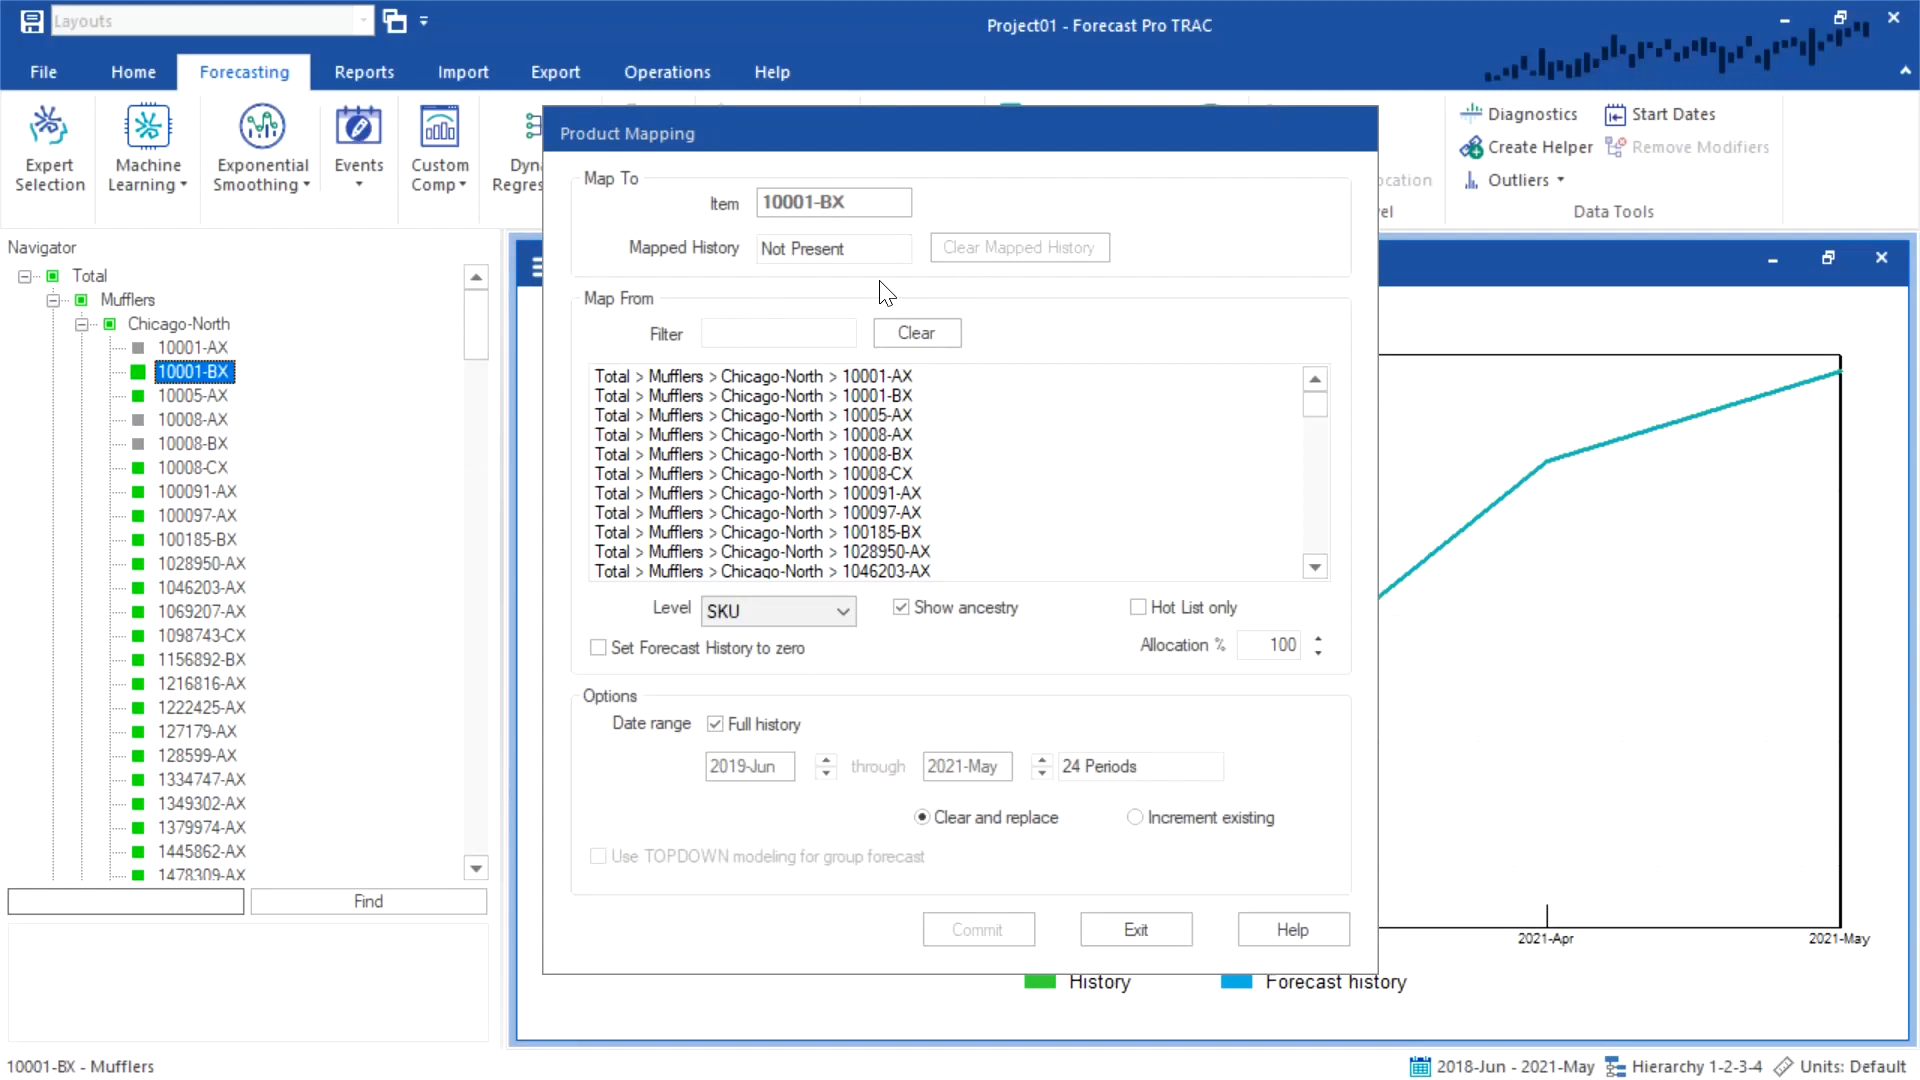 Layouts
Project01 - Forecast Pro TRAC
File Home Forecasting Reports Import Export Operations Help
Expert Selection
Machine Learning
Exponential Smoothing
Events
Custom Comp
Diagnostics
Start Dates
Create Helper
Remove Modifiers
Outliers
Data Tools
Navigator
Total
Mufflers
Chicago-North
10001-AX
10001-BX
10005-AX
10008-AX
10008-BX
10008-CX
100091-AX
100097-AX
100185-BX
1028950-AX
1046203-AX
1069207-AX
1098743-CX
1156892-BX
1216816-AX
1222425-AX
127179-AX
128599-AX
1334747-AX
1349302-AX
1379974-AX
1445862-AX
1478309-AX
Find
Product Mapping
Map To
Item 10001-BX
Mapped History Not Present Clear Mapped History
Map From
Filter Clear
Total > Mufflers > Chicago-North > 10001-AX
Total > Mufflers > Chicago-North > 10001-BX
Total > Mufflers > Chicago-North > 10005-AX
Total > Mufflers > Chicago-North > 10008-AX
Total > Mufflers > Chicago-North > 10008-BX
Total > Mufflers > Chicago-North > 10008-CX
Total > Mufflers > Chicago-North > 100091-AX
Total > Mufflers > Chicago-North > 100097-AX
Total > Mufflers > Chicago-North > 100185-BX
Total > Mufflers > Chicago-North > 1028950-AX
Total > Mufflers > Chicago-North > 1046203-AX
Level SKU Show ancestry Hot List only
Set Forecast History to zero Allocation % 100
Options
Date range Full history
2019-Jun through 2021-May 24 Periods
Clear and replace Increment existing
Use TOPDOWN modeling for group forecast
Commit Exit Help
2021-Apr 2021-May
History Forecast history
10001-BX - Mufflers
2018-Jun - 2021-May Hierarchy 1-2-3-4 Units: Default